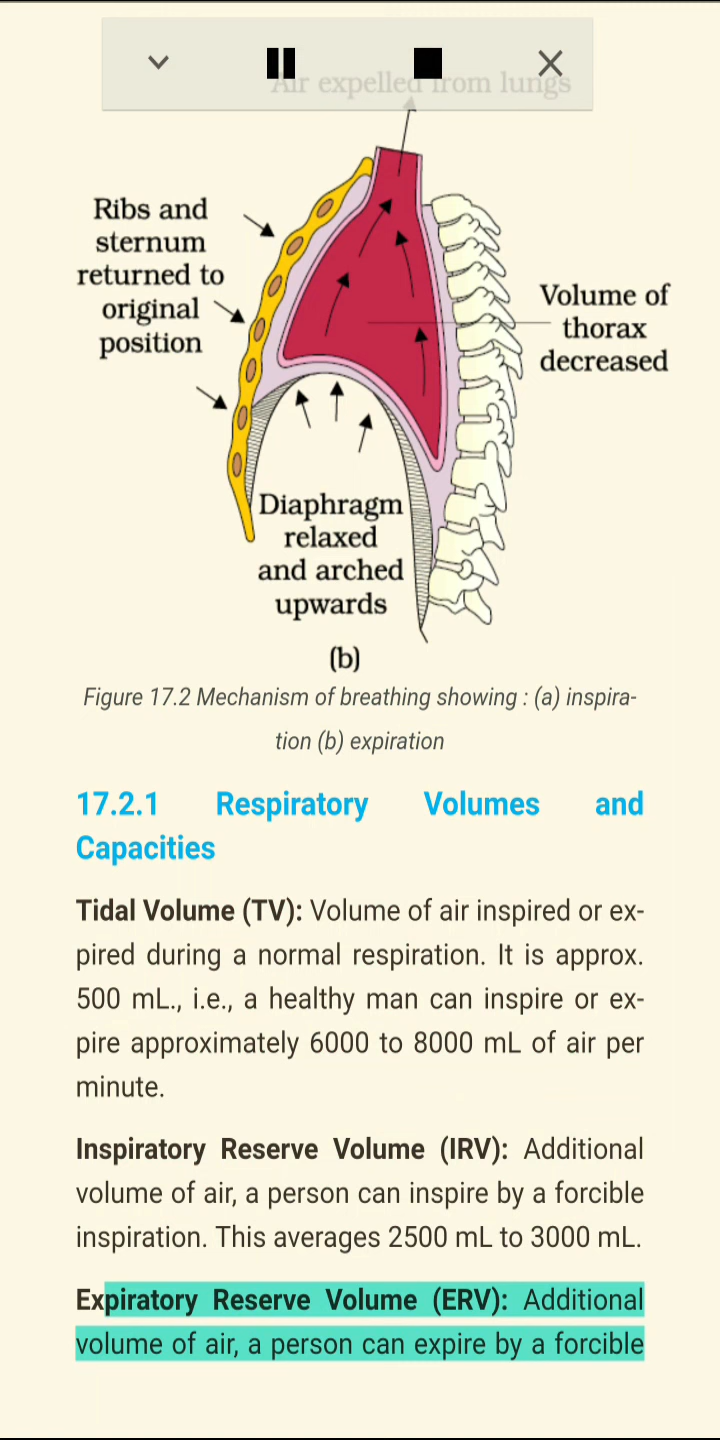 Air expelled from lungs
Ribs and
sternum
returned to
original
position
Volume of
thorax
decreased
Diaphragm
relaxed
and arched
upwards
(b)
Figure 17.2 Mechanism of breathing showing : (a) inspira-
tion (b) expiration
17.2.1 Respiratory Volumes and
Capacities
Tidal Volume (TV): Volume of air inspired or ex-
pired during a normal respiration. It is approx.
500 mL., i.e., a healthy man can inspire or ex-
pire approximately 6000 to 8000 mL of air per
minute.
Inspiratory Reserve Volume (IRV): Additional
volume of air, a person can inspire by a forcible
inspiration. This averages 2500 mL to 3000 mL.
Expiratory Reserve Volume (ERV): Additional
volume of air, a person can expire by a forcible